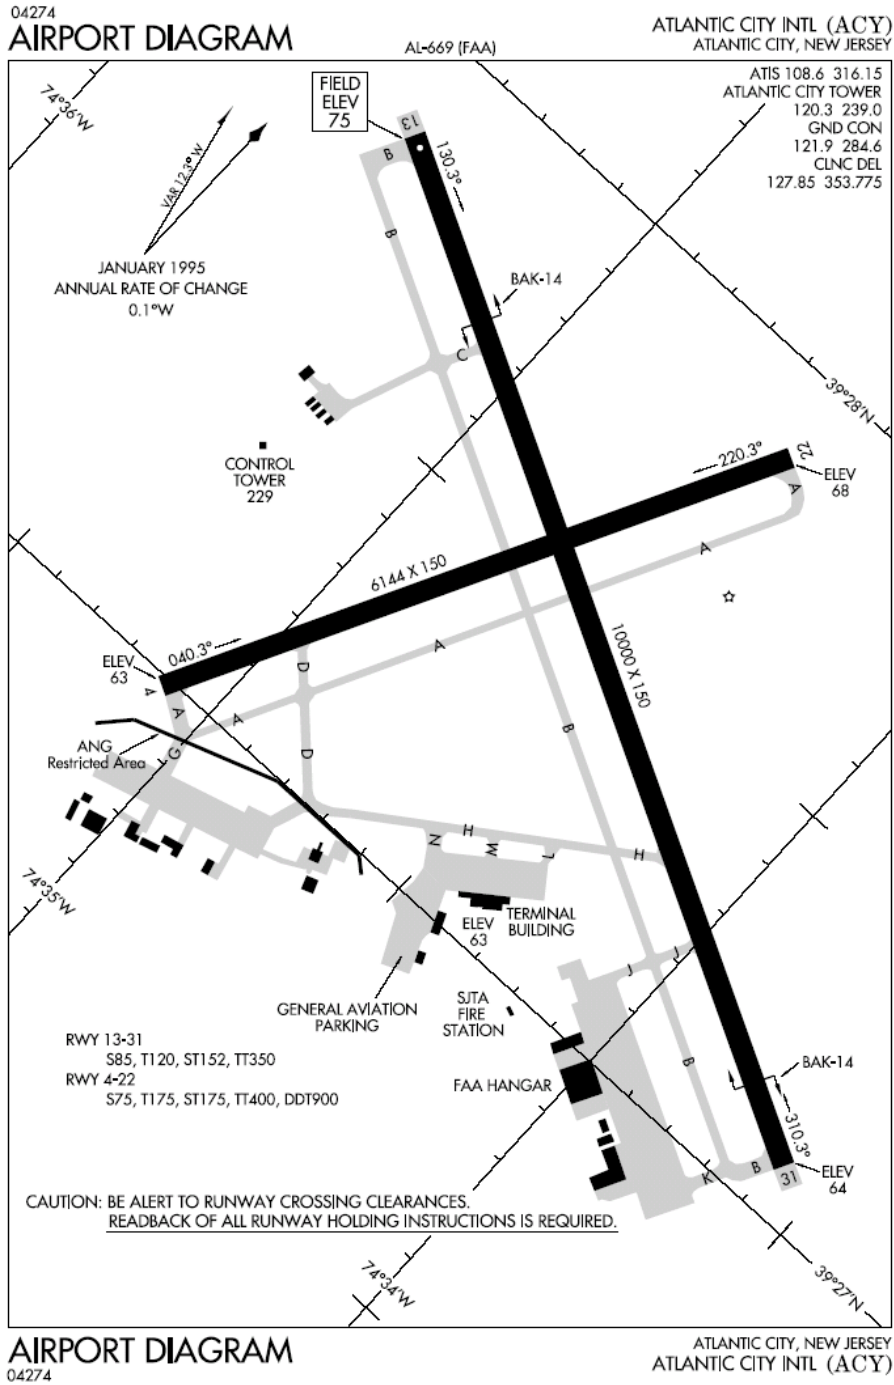 04274
AIRPORT DIAGRAM
AL-669 (FAA)
ATLANTIC CITY INTL (ACY)
ATLANTIC CITY, NEW JERSEY
ATIS 108.6 316.15
ATLANTIC CITY TOWER
120.3 239.0
GND CON
121.9 284.6
CLNC DEL
127.85 353.775
74°36'W
FIELD
ELEV
75
13
130.3°
VAR 12.3° W
JANUARY 1995
ANNUAL RATE OF CHANGE
0.1°W
B
B
BAK-14
C
39°28'N
CONTROL
TOWER
229
220.3°
22
ELEV
68
A
A
6144 X 150
040.3°
ELEV
63
4
A
A
A
D
D
G
10000 X 150
B
ANG
Restricted Area
N
H
M
L
H
74°35'W
ELEV
63
TERMINAL
BUILDING
J
J
GENERAL AVIATION
PARKING
SJTA
FIRE
STATION
RWY 13-31
S85, T120, ST152, TT350
RWY 4-22
S75, T175, ST175, TT400, DDT900
FAA HANGAR
B
BAK-14
310.3°
K
B
31
ELEV
64
CAUTION: BE ALERT TO RUNWAY CROSSING CLEARANCES.
READBACK OF ALL RUNWAY HOLDING INSTRUCTIONS IS REQUIRED.
74°34'W
39°27'N
AIRPORT DIAGRAM
04274
ATLANTIC CITY, NEW JERSEY
ATLANTIC CITY INTL (ACY)